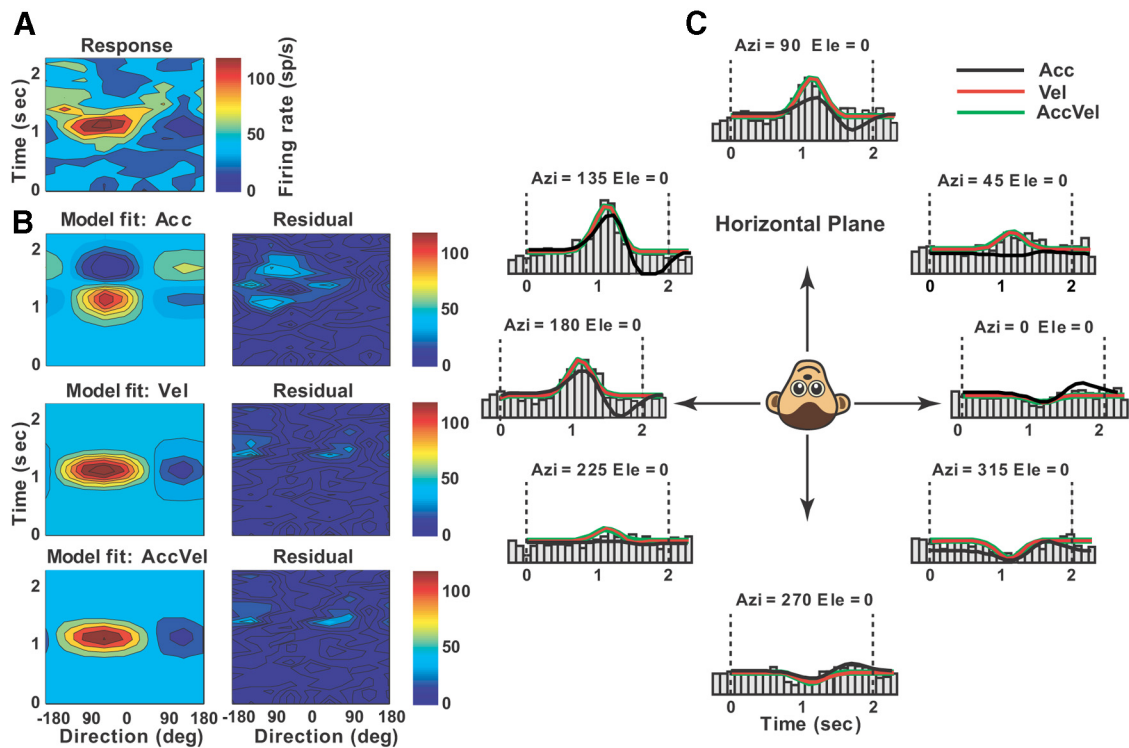 A
Response
2
1
0
Time (sec)
100
50
0
Firing rate (sp/s)
B
Model fit: Acc
Residual
2
1
0
100
50
0
Model fit: Vel
Residual
2
1
0
Time (sec)
100
50
0
Model fit: AccVel
Residual
2
1
0
100
50
0
-180 90 0 90 180
-180 90 0 90 180
Direction (deg)
Direction (deg)
C
Acc
Vel
AccVel
Azi = 90 Ele = 0
0 1 2
Azi = 135 Ele = 0
0 1 2
Horizontal Plane
Azi = 45 Ele = 0
0 1 2
Azi = 180 Ele = 0
0 1 2
Azi = 0 Ele = 0
0 1 2
Azi = 225 Ele = 0
0 1 2
Azi = 315 Ele = 0
0 1 2
Azi = 270 Ele = 0
0 1 2
Time (sec)